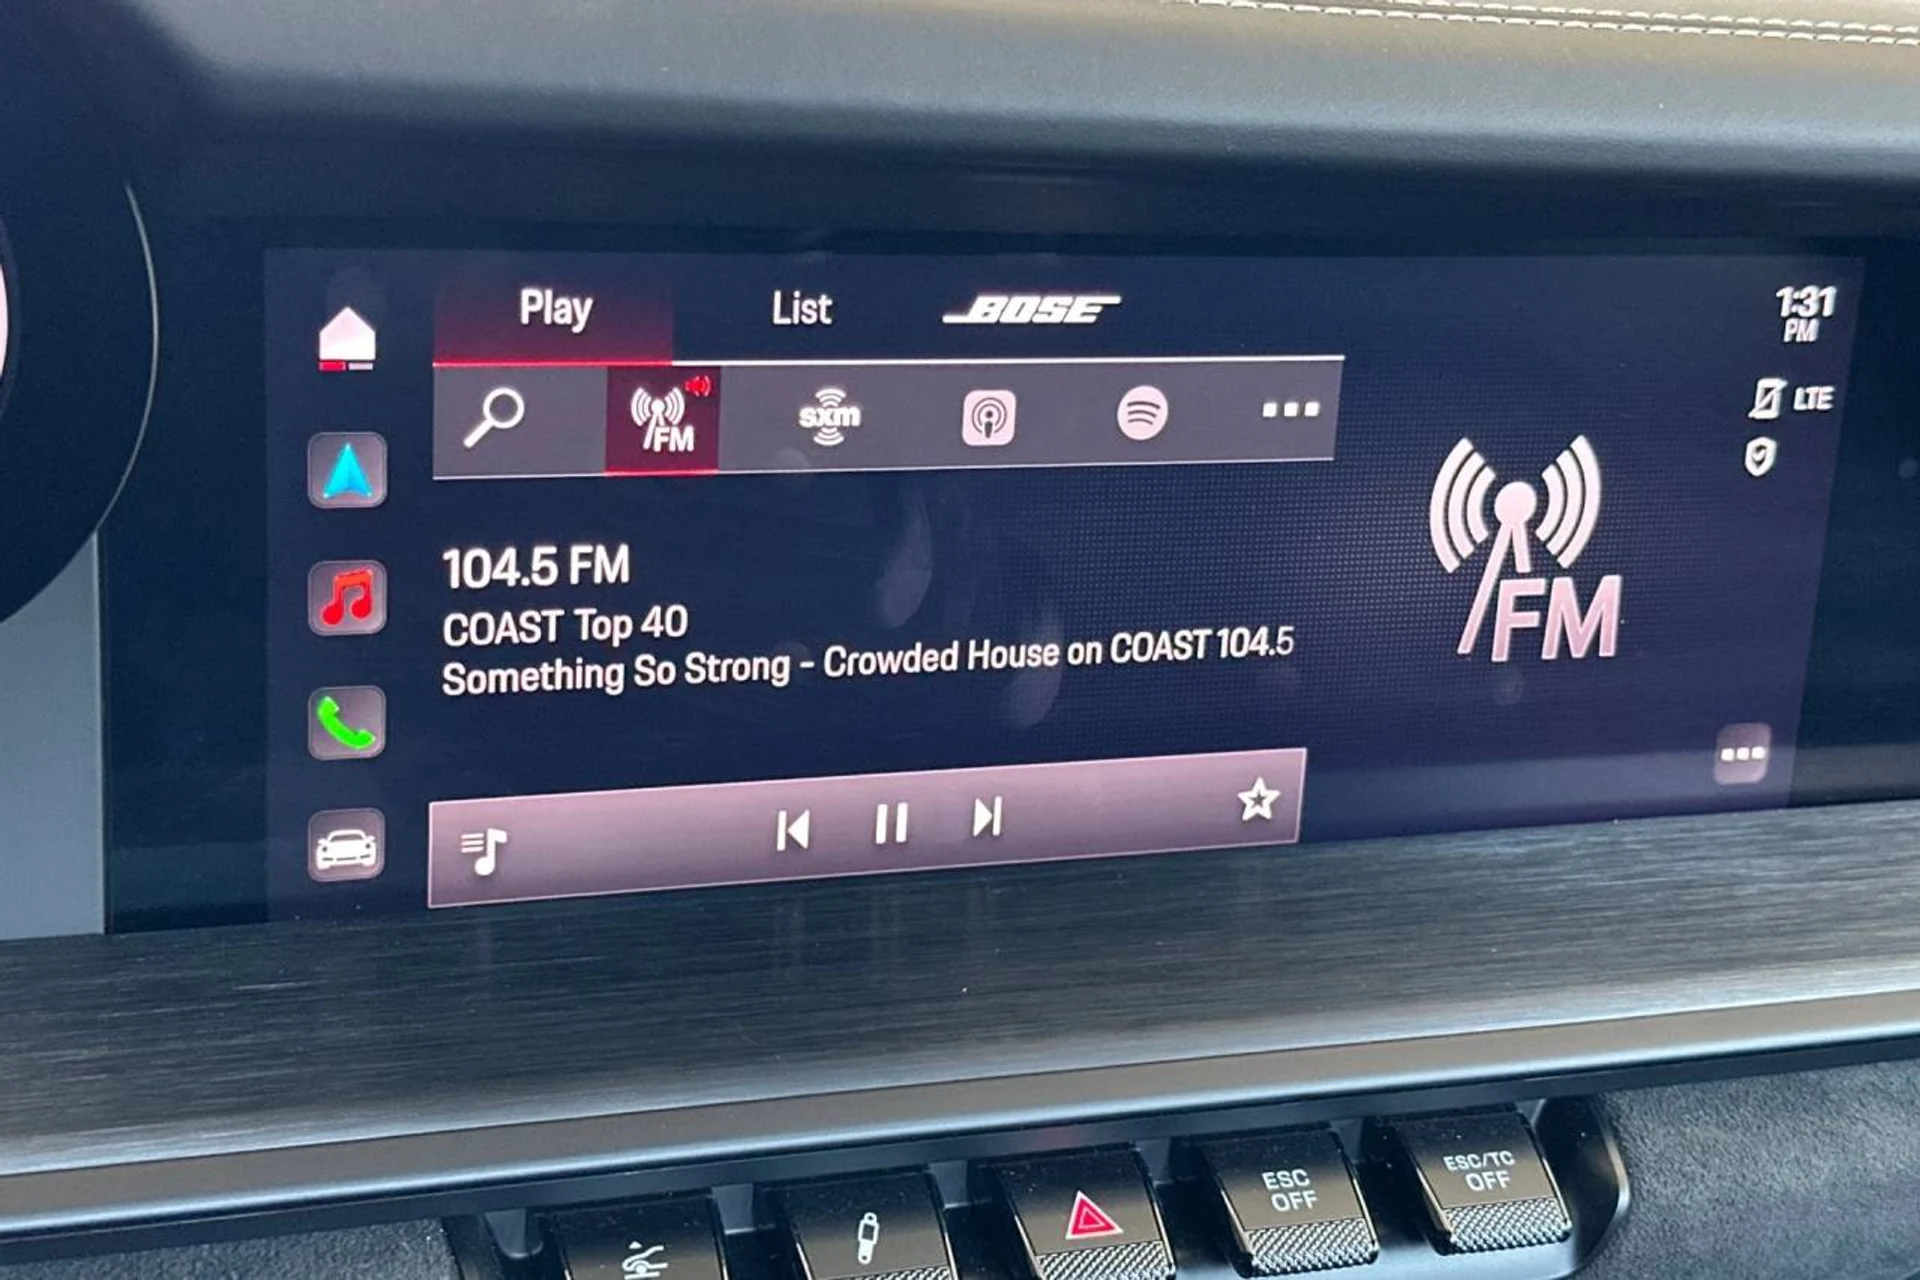 Play
List
BOSE
1:31
PM
FM
sxm
LTE
104.5 FM
COAST Top 40
Something So Strong - Crowded House on COAST 104.5
FM
ESC
OFF
ESC/TC
OFF